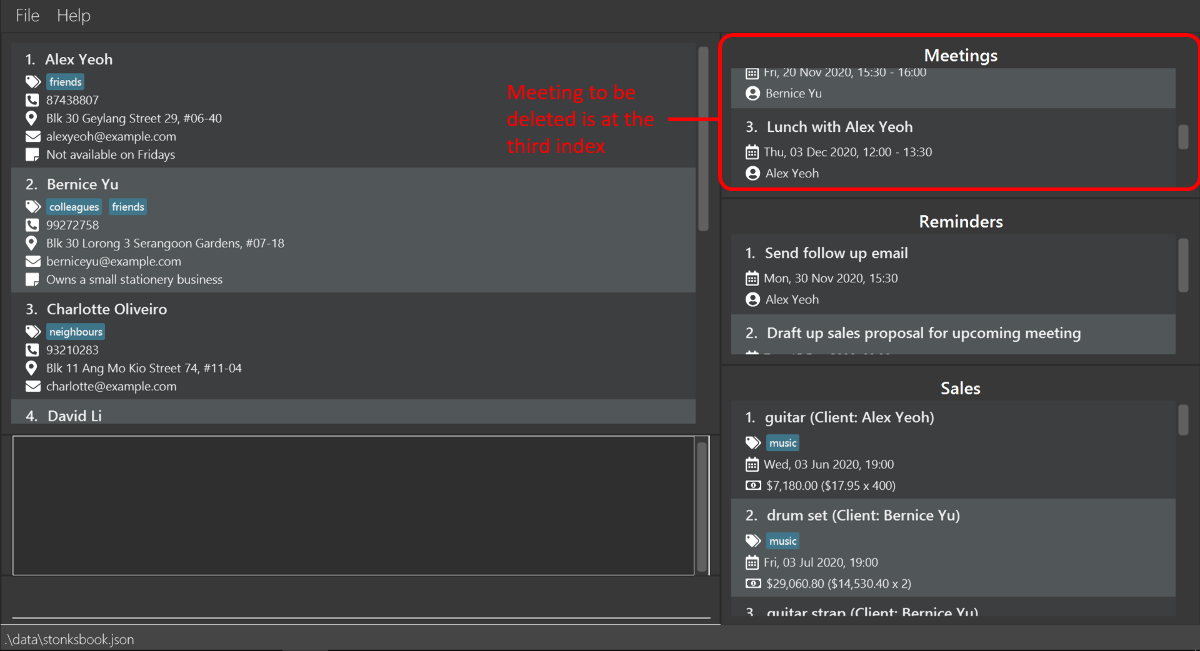 File Help
1. Alex Yeoh
friends
87438807
Blk 30 Geylang Street 29, #06-40
alexyeoh@example.com
Not available on Fridays
2. Bernice Yu
colleagues friends
99272758
Blk 30 Lorong 3 Serangoon Gardens, #07-18
berniceyu@example.com
Owns a small stationery business
3. Charlotte Oliveiro
neighbours
93210283
Blk 11 Ang Mo Kio Street 74, #11-04
charlotte@example.com
4. David Li
Meeting to be
deleted is at the
third index
Meetings
Fri, 20 Nov 2020, 15:30 - 16:00
Bernice Yu
3. Lunch with Alex Yeoh
Thu, 03 Dec 2020, 12:00 - 13:30
Alex Yeoh
Reminders
1. Send follow up email
Mon, 30 Nov 2020, 15:30
Alex Yeoh
2. Draft up sales proposal for upcoming meeting
Sales
1. guitar (Client: Alex Yeoh)
music
Wed, 03 Jun 2020, 19:00
$7,180.00 ($17.95 x 400)
2. drum set (Client: Bernice Yu)
music
Fri, 03 Jul 2020, 19:00
$29,060.80 ($14,530.40 x 2)
3. guitar strap (Client: Bernice Yu)
.\data\stonksbook.json